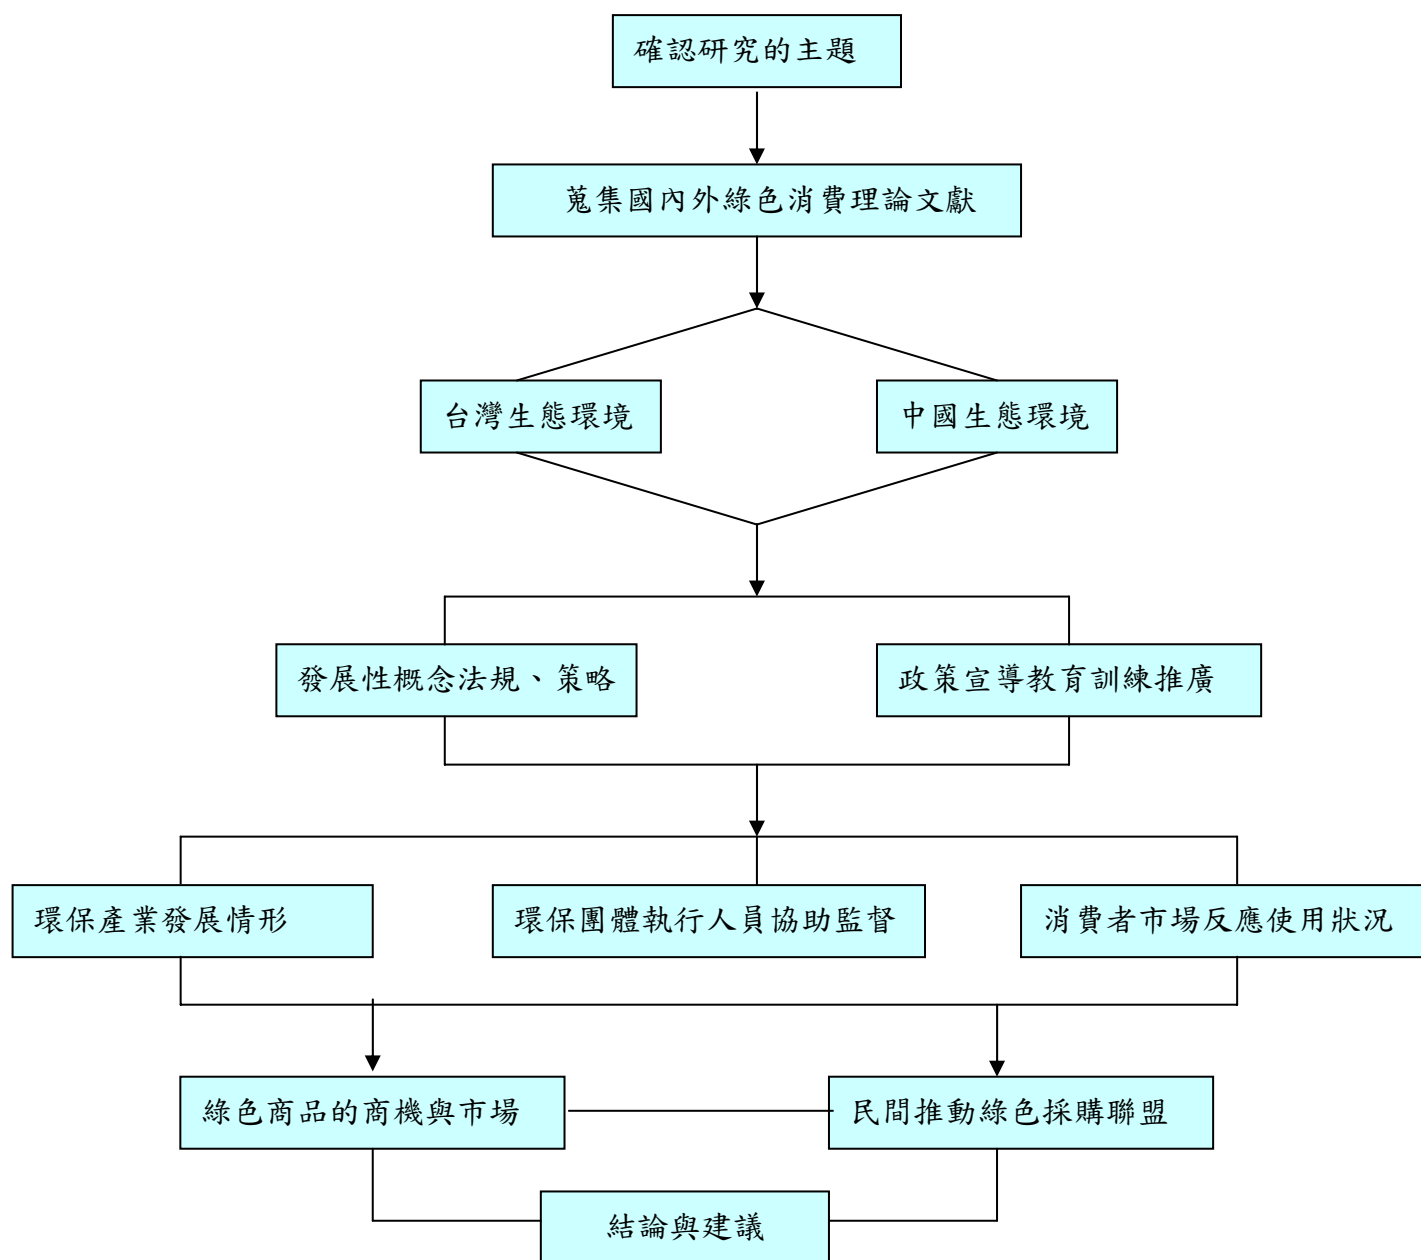 確認研究的主題
蒐集國內外綠色消費理論文獻
台灣生態環境
中國生態環境
發展性概念法規、策略
政策宣導教育訓練推廣
環保產業發展情形
環保團體執行人員協助監督
消費者市場反應使用狀況
綠色商品的商機與市場
民間推動綠色採購聯盟
結論與建議